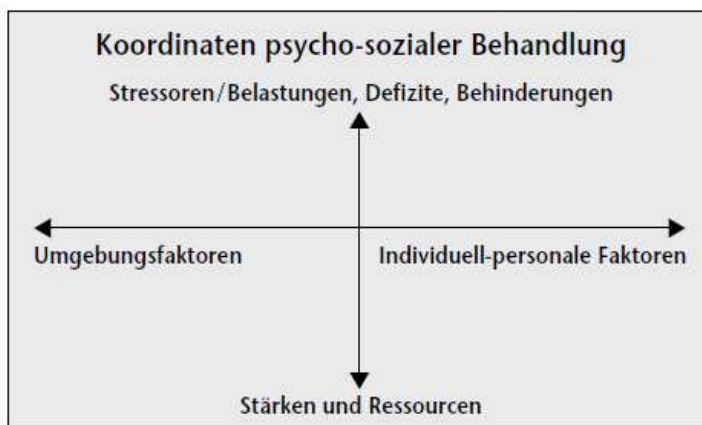 Koordinaten psycho-sozialer Behandlung
Stressoren/Belastungen, Defizite, Behinderungen
Umgebungsfaktoren
Individuell-personale Faktoren
Stärken und Ressourcen